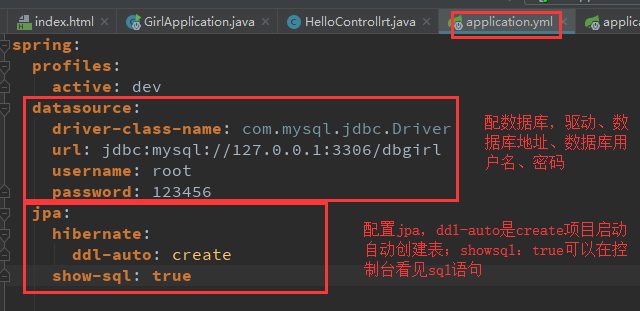 index.html GirlApplication.java HelloControllrt.java application.yml applic
spring:
profiles:
active: dev
datasource:
driver-class-name: com.mysql.jdbc.Driver
url: jdbc:mysql://127.0.0.1:3306/dbgirl
username: root
password: 123456
配数据库，驱动、数
据库地址、数据库用
户名、密码
jpa:
hibernate:
ddl-auto: create
show-sql: true
配置jpa，ddl-auto是create项目启动
自动创建表；showsql：true可以在控
制台看见sql语句